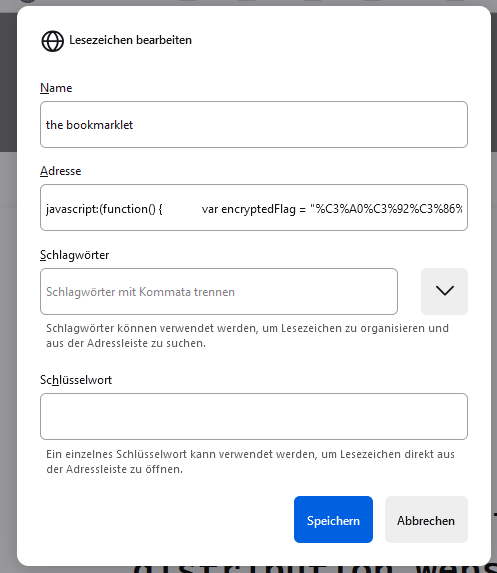 Lesezeichen bearbeiten
Name
the bookmarklet
Adresse
javascript:(function() { var encryptedFlag = "%C3%A0%C3%92%C3%86%
Schlagwörter
Schlagwörter mit Kommata trennen
Schlagwörter können verwendet werden, um Lesezeichen zu organisieren und
aus der Adressleiste zu suchen.
Schlüsselwort
Ein einzelnes Schlüsselwort kann verwendet werden, um Lesezeichen direkt aus
der Adressleiste zu öffnen.
Speichern
Abbrechen